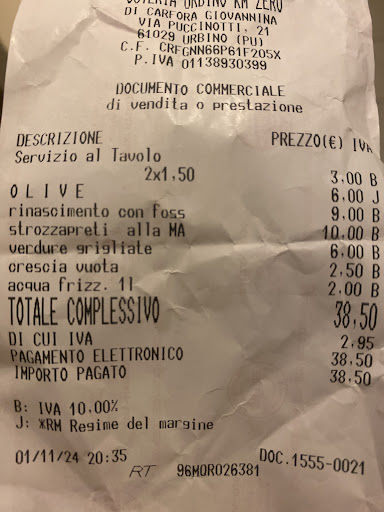 URBINO KM ZERO
DI CARFORA GIOVANNINA
VIA PUCCINOTTI, 21
61029 URBINO (PU)
C.F. CRFGNN66P61F205X
P.IVA 01138930399
DOCUMENTO COMMERCIALE
di vendita o prestazione
DESCRIZIONE PREZZO(€) IVA
Servizio al Tavolo
2x1,50 3,00 B
OLIVE 6,00 J
rinascimento con foss 9,00 B
strozzapreti alla MA 10,00 B
verdure grigliate 6,00 B
crescia vuota 2,50 B
acqua frizz. 1l 2,00 B
TOTALE COMPLESSIVO 38,50
DI CUI IVA 2,95
PAGAMENTO ELETTRONICO 38,50
IMPORTO PAGATO 38,50
B: IVA 10.00%
J: *RM Regime del margine
01/11/24 20:35 DOC.1555-0021
RT 96MOR026381